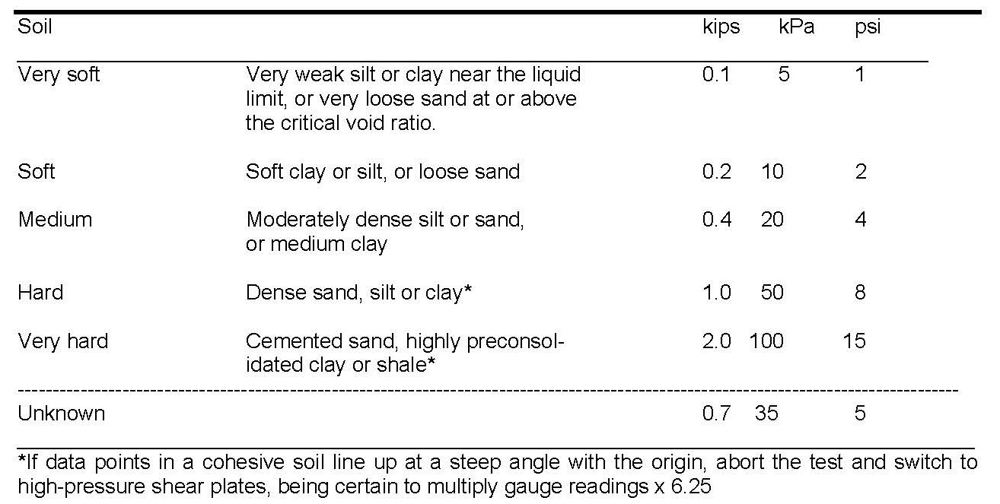 Soil kips kPa psi
Very soft Very weak silt or clay near the liquid 0.1 5 1
limit, or very loose sand at or above
the critical void ratio.
Soft Soft clay or silt, or loose sand 0.2 10 2
Medium Moderately dense silt or sand, 0.4 20 4
or medium clay
Hard Dense sand, silt or clay* 1.0 50 8
Very hard Cemented sand, highly preconsol- 2.0 100 15
idated clay or shale*
Unknown 0.7 35 5
*If data points in a cohesive soil line up at a steep angle with the origin, abort the test and switch to
high-pressure shear plates, being certain to multiply gauge readings x 6.25